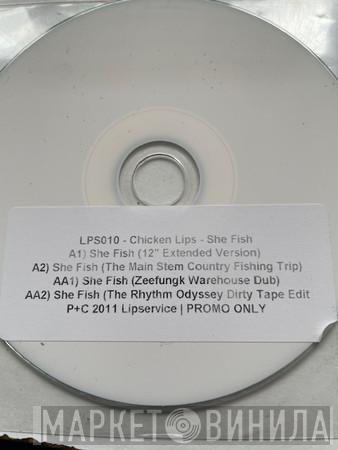 LPS010 - Chicken Lips - She Fish
A1) She Fish (12" Extended Version)
A2) She Fish (The Main Stem Country Fishing Trip)
AA1) She Fish (Zeefungk Warehouse Dub)
AA2) She Fish (The Rhythm Odyssey Dirty Tape Edit
P+C 2011 Lipservice | PROMO ONLY
МАРКЕТ ВИНИЛА